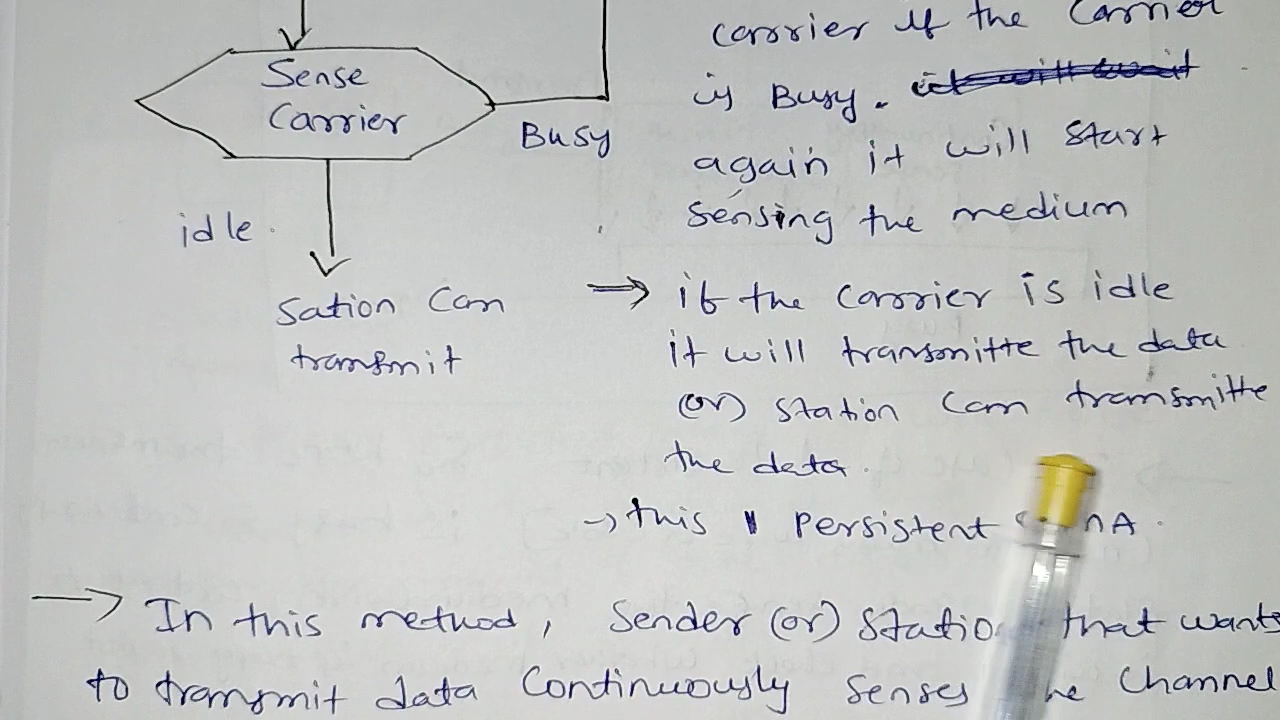 Sense
Carrier
Busy
idle.
Sation Can
transmit
carrier if the Carrier
is Busy.
again it will start
sensing the medium
→ if the carrier is idle
it will transmitte the data
(or) station can transmitte
the data.
→ this 1 Persistent
→ In this method, Sender (or) that wants
to transmit data Continuously senses Channel